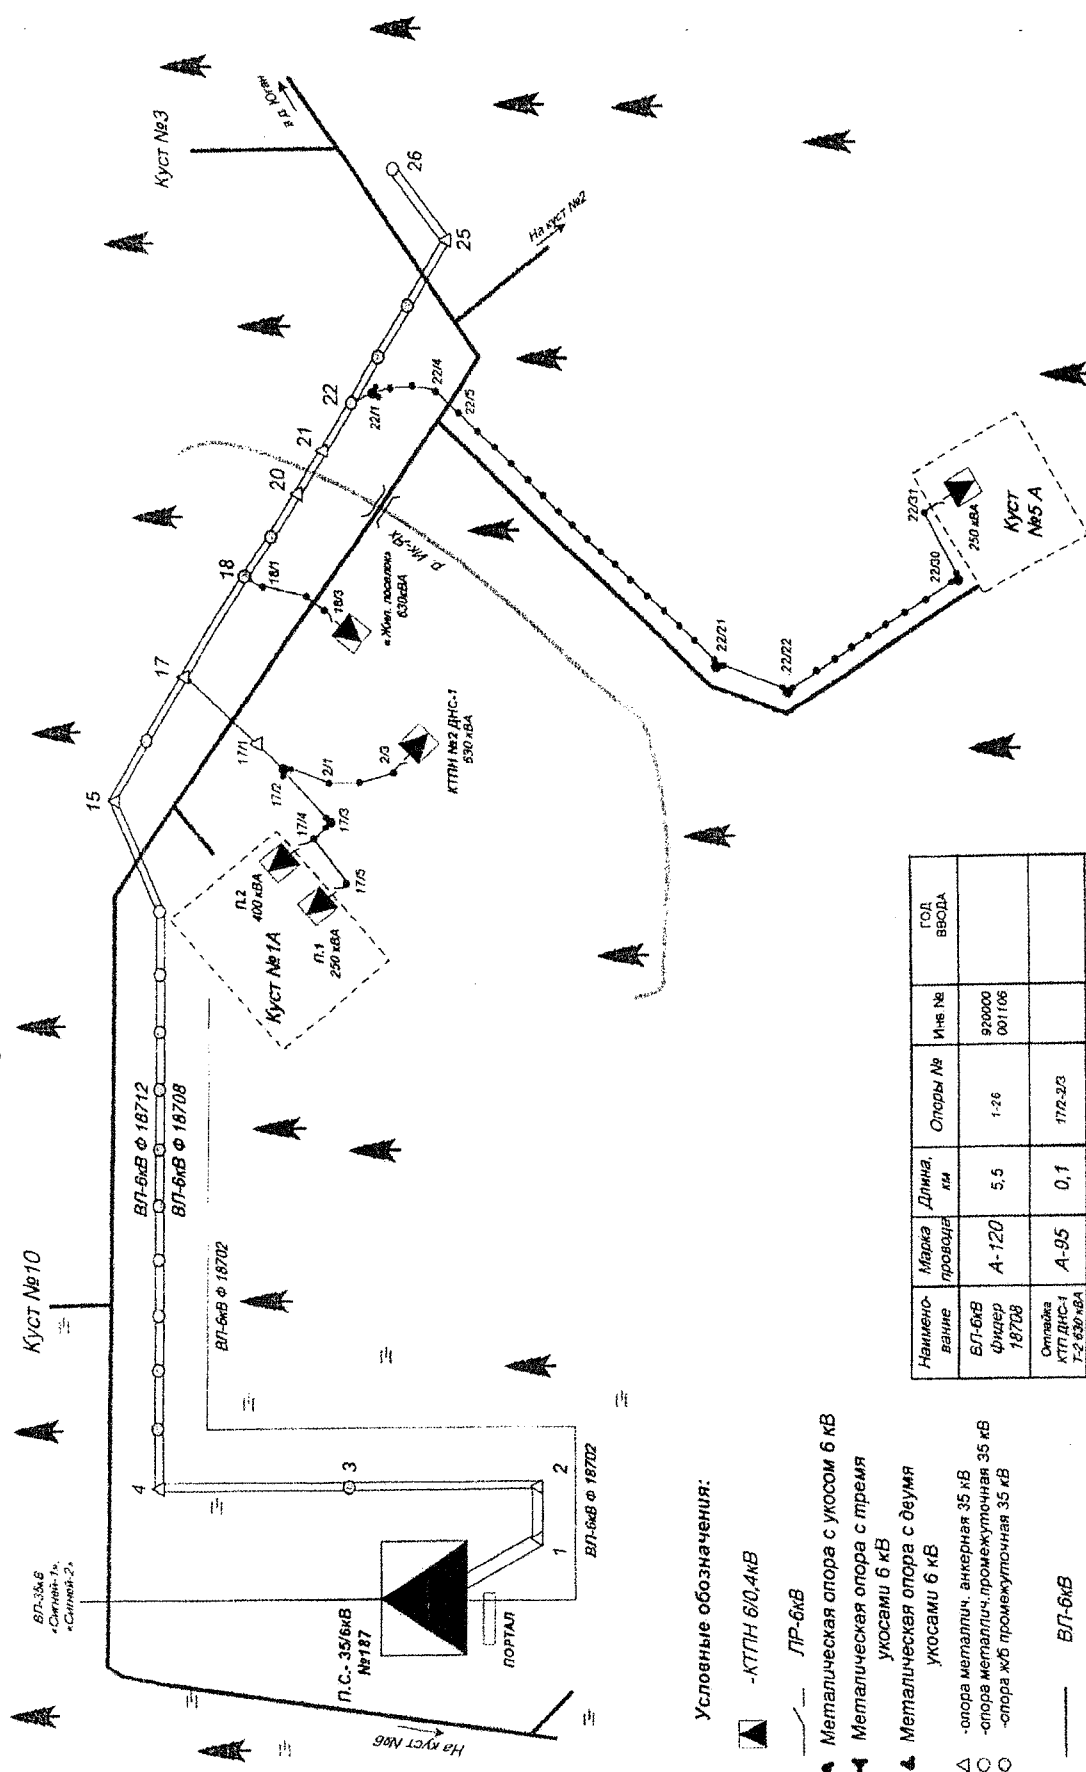 ВЛ-35кВ
«Сигней-1»,
«Сигней-2»
Куст №10
Куст №3
в р. Юган
На куст №2
26
25
22
21
20
18
17
15
4
3
2
1
22/1
22/4
22/5
22/21
22/22
22/30
22/31
250 кВА
Куст
№5 А
р. Ик-Ях
18/1
18/3
«Жил. поселок»
630кВА
17/1
17/2
17/3
17/4
17/5
2/1
2/3
КТПН №2 ДНС-1
630 кВА
П.2
400 кВА
П.1
250 кВА
Куст №1А
ВЛ-6кВ Ф 18712
ВЛ-6кВ Ф 18708
ВЛ-6кВ Ф 18702
ВЛ-6кВ Ф 18702
П.С.- 35/6кВ
№187
ПОРТАЛ
На куст №6
Условные обозначения:
-КТПН 6/0,4кВ
ЛР-6кВ
Металическая опора с укосом 6 кВ
Металическая опора с тремя
укосами 6 кВ
Металическая опора с двумя
укосами 6 кВ
-опора металлич. анкерная 35 кВ
-опора металлич.промежуточная 35 кВ
-опора ж/б промежуточная 35 кВ
ВЛ-6кВ
Наимено-
вание
Марка
провода
Длина,
км
Опоры №
Инв.№
ГОД
ВВОДА
ВЛ-6кВ
фидер
18708
А-120
5,5
1-26
920000
001106
Отпайка
КТП ДНС-1
Т-2 630 кВА
А-95
0,1
17/2-2/3